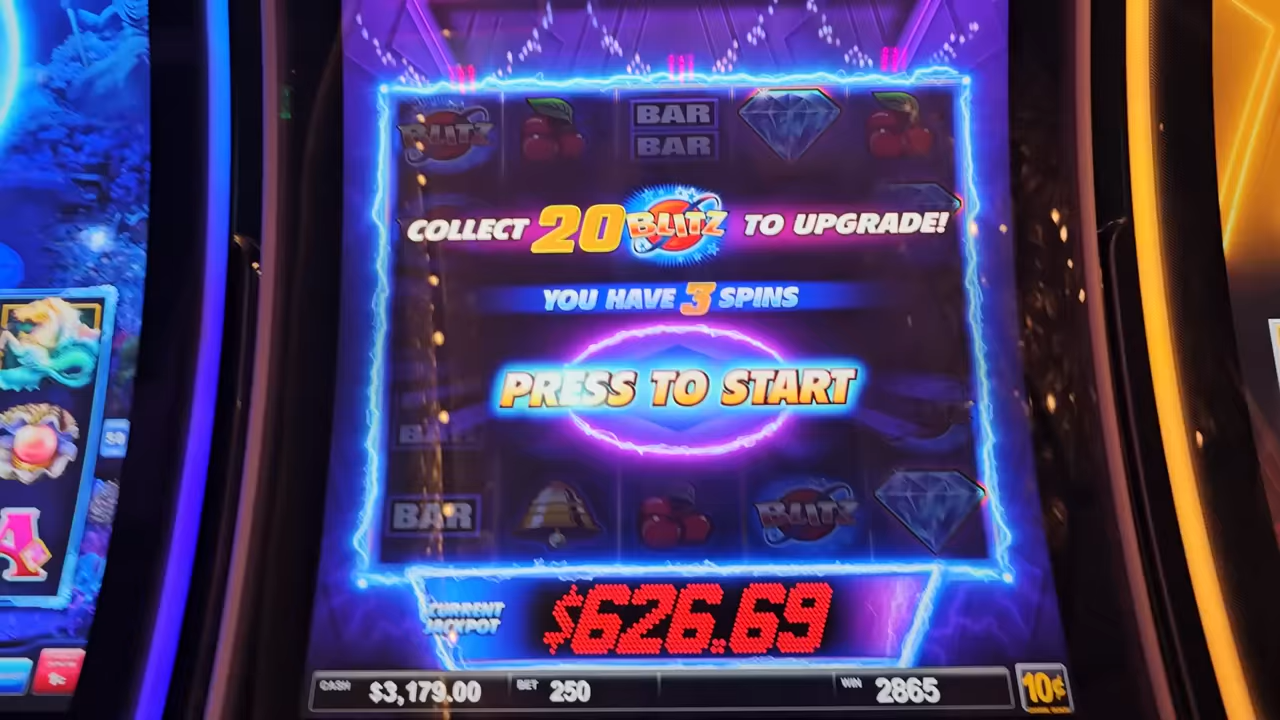 BLITZ
BAR
BAR
COLLECT 20 BLITZ TO UPGRADE!
YOU HAVE 3 SPINS
PRESS TO START
BAR
BAR
BLITZ
CURRENT
JACKPOT
$626.69
CASH $3,179.00 BET 250 WIN 2865 10¢